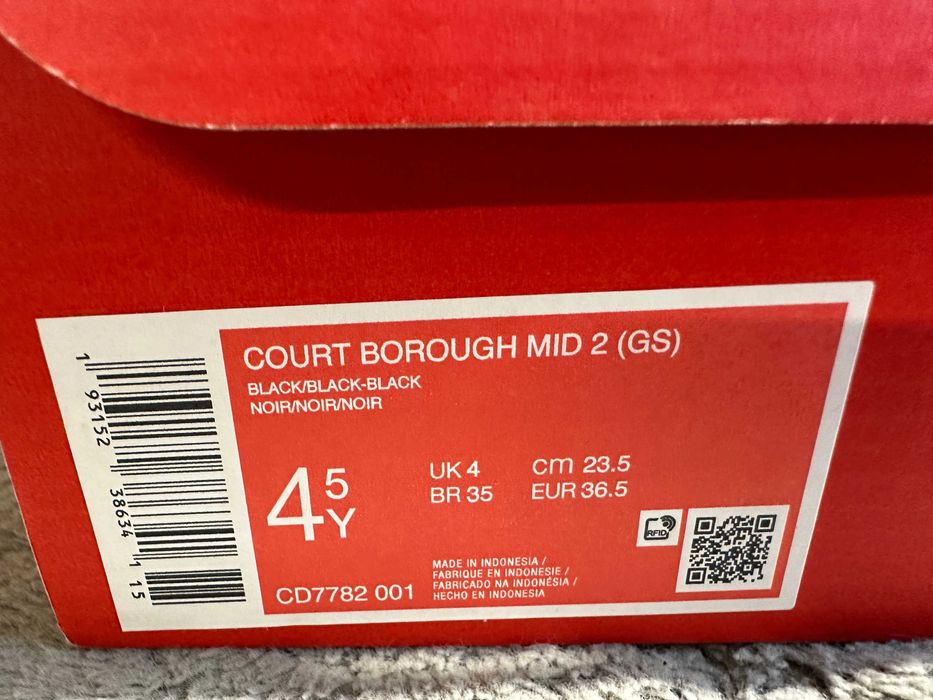 COURT BOROUGH MID 2 (GS)
BLACK/BLACK-BLACK
NOIR/NOIR/NOIR
4 5 Y
UK 4 cm 23.5
BR 35 EUR 36.5
RFID
MADE IN INDONESIA /
FABRIQUE EN INDONESIE /
FABRICADO NA INDONÉSIA /
HECHO EN INDONESIA
CD7782 001
1 93152 38634 1 15